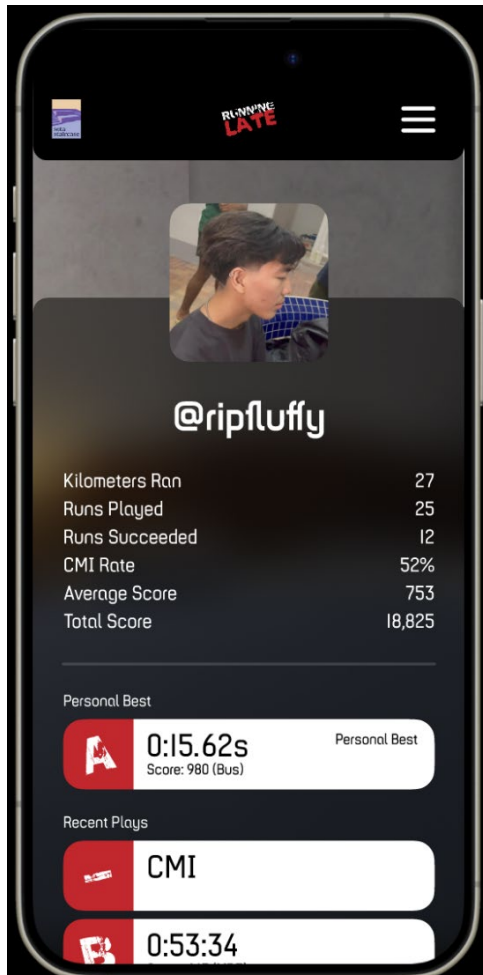 RUNNING
LATE
@ripfluffy
Kilometers Ran 27
Runs Played 25
Runs Succeeded 12
CMI Rate 52%
Average Score 753
Total Score 18,825
Personal Best
A 0:15.62s Personal Best
Score: 980 (Bus)
Recent Plays
- CMI
B 0:53:34